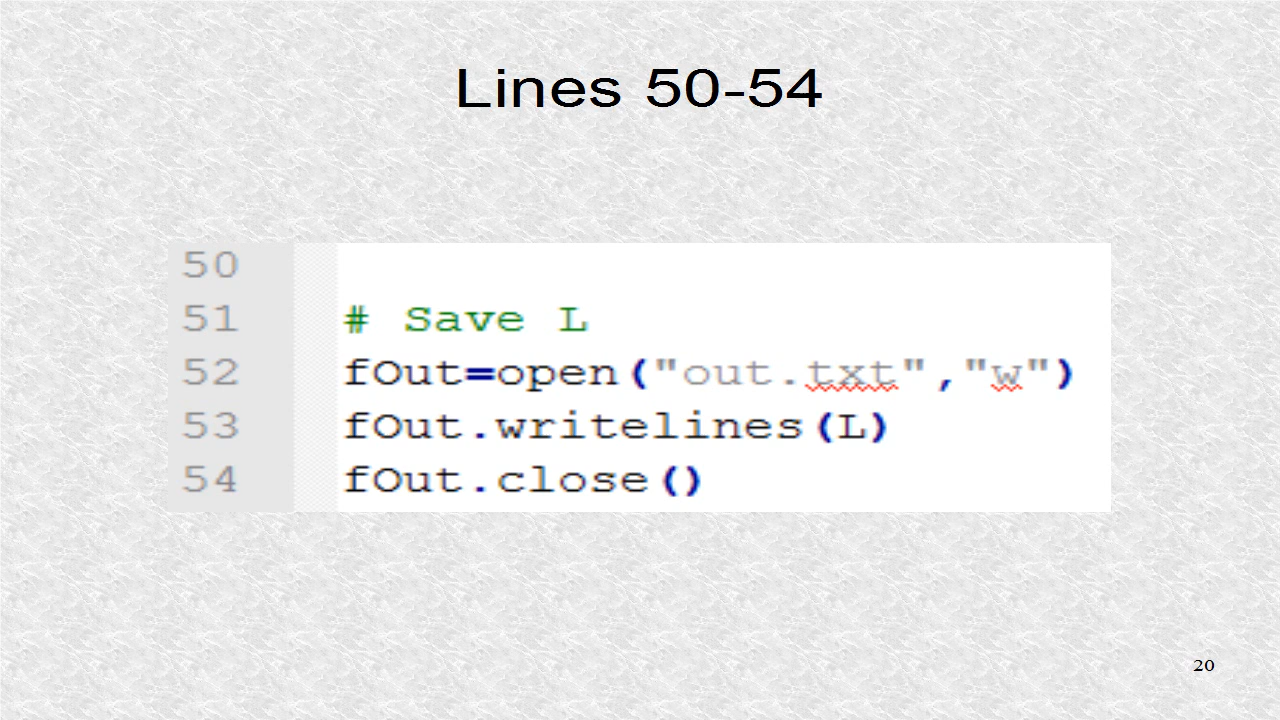 Lines 50-54
50
51 # Save L
52 fOut=open("out.txt","w")
53 fOut.writelines(L)
54 fOut.close()
20